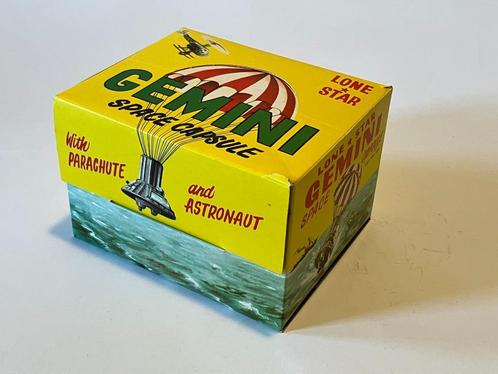 LONE ★ STAR
GEMINI
SPACE CAPSULE
With
PARACHUTE
and
ASTRONAUT
LONE ★ STAR
GEMINI
SPACE